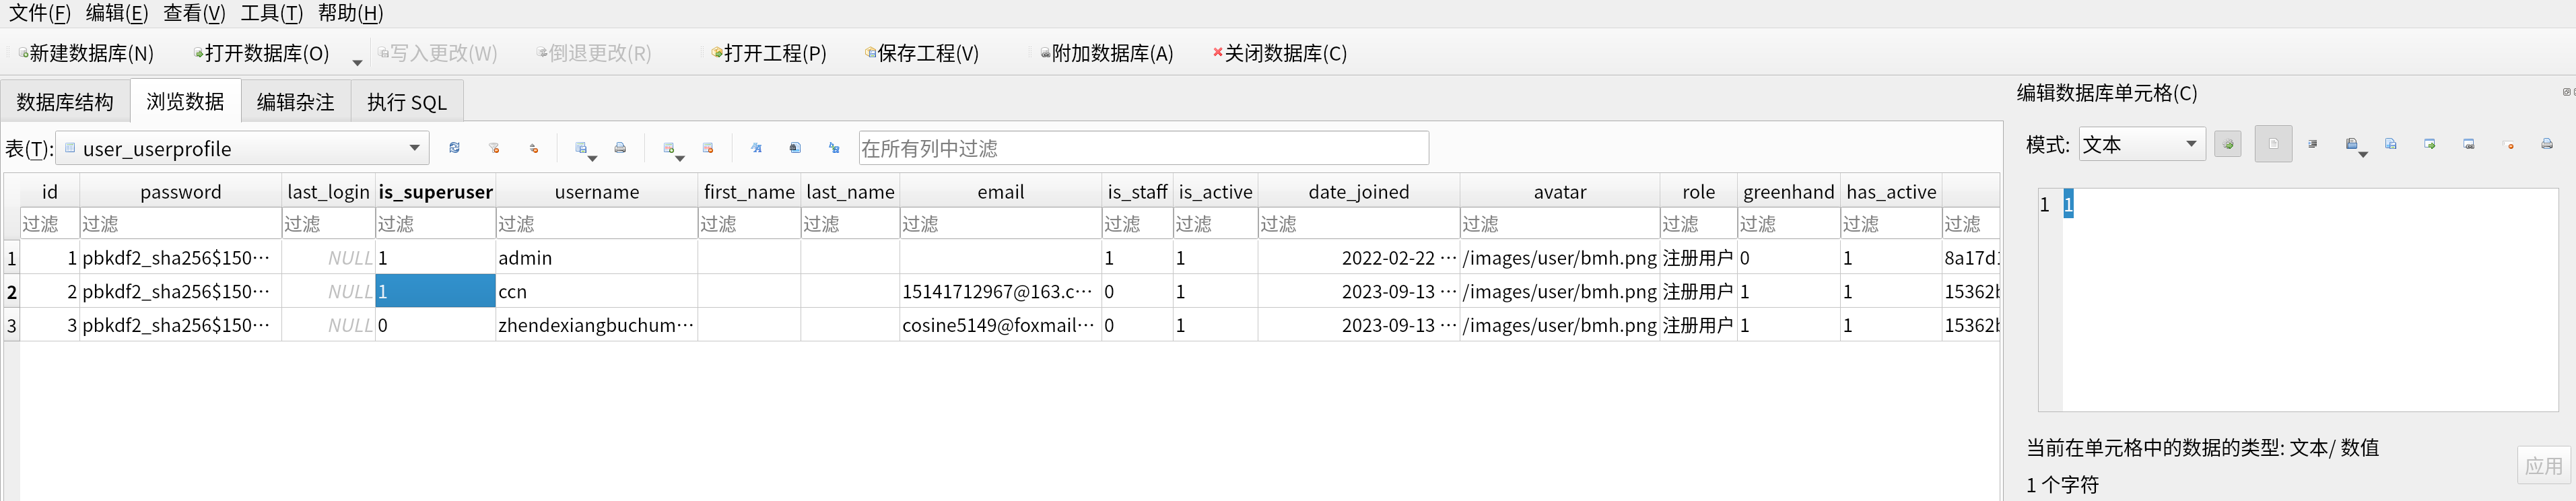 文件(F) 编辑(E) 查看(V) 工具(T) 帮助(H)
新建数据库(N) 打开数据库(O) 写入更改(W) 倒退更改(R) 打开工程(P) 保存工程(V) 附加数据库(A) 关闭数据库(C)
数据库结构 浏览数据 编辑杂注 执行 SQL
表(T): user_userprofile 在所有列中过滤
id password last_login is_superuser username first_name last_name email is_staff is_active date_joined avatar role greenhand has_active
过滤 过滤 过滤 过滤 过滤 过滤 过滤 过滤 过滤 过滤 过滤 过滤 过滤 过滤 过滤 过滤
1 1 pbkdf2_sha256$150… NULL 1 admin 1 1 2022-02-22 … /images/user/bmh.png 注册用户 0 1 8a17d
2 2 pbkdf2_sha256$150… NULL 1 ccn 15141712967@163.c… 0 1 2023-09-13 … /images/user/bmh.png 注册用户 1 1 15362
3 3 pbkdf2_sha256$150… NULL 0 zhendexiangbuchum… cosine5149@foxmail… 0 1 2023-09-13 … /images/user/bmh.png 注册用户 1 1 15362
编辑数据库单元格(C)
模式: 文本
1 1
当前在单元格中的数据的类型: 文本/ 数值
1 个字符
应用